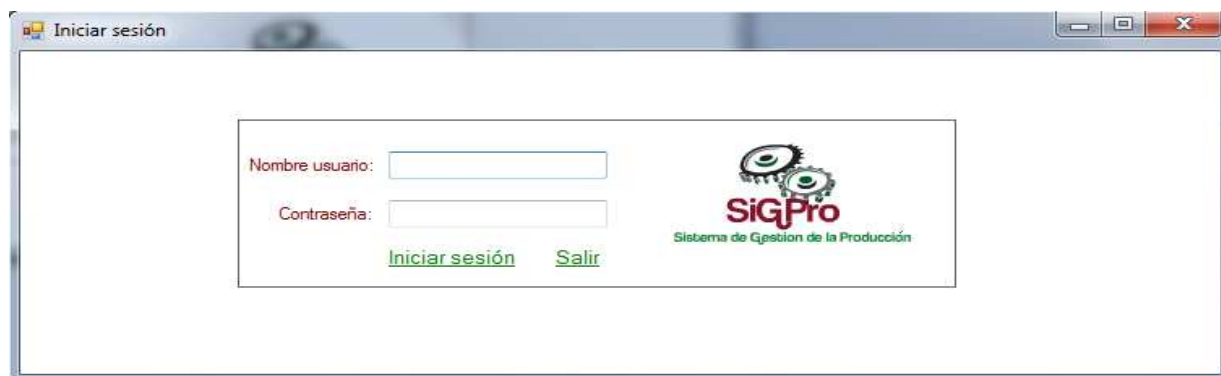 Iniciar sesión
Nombre usuario:
Contraseña:
Iniciar sesión Salir
SiGPro
Sistema de Gestion de la Producción